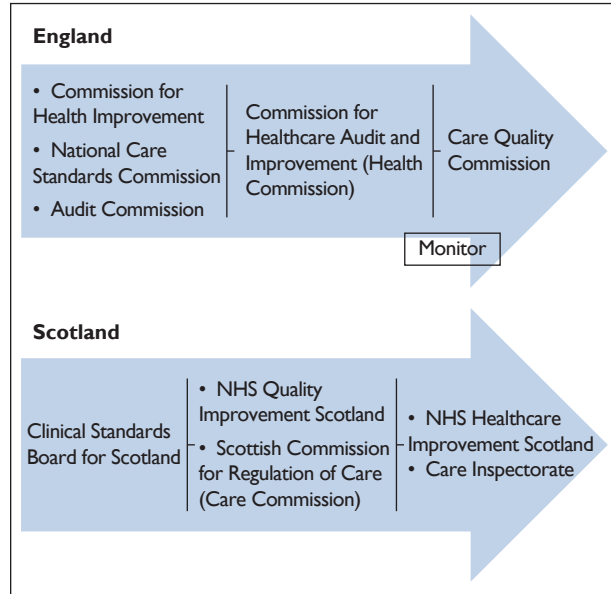 England
• Commission for
Health Improvement
• National Care
Standards Commission
• Audit Commission
Commission for
Healthcare Audit and
Improvement (Health
Commission)
Care Quality
Commission
Monitor
Scotland
Clinical Standards
Board for Scotland
• NHS Quality
Improvement Scotland
• Scottish Commission
for Regulation of Care
(Care Commission)
• NHS Healthcare
Improvement Scotland
• Care Inspectorate